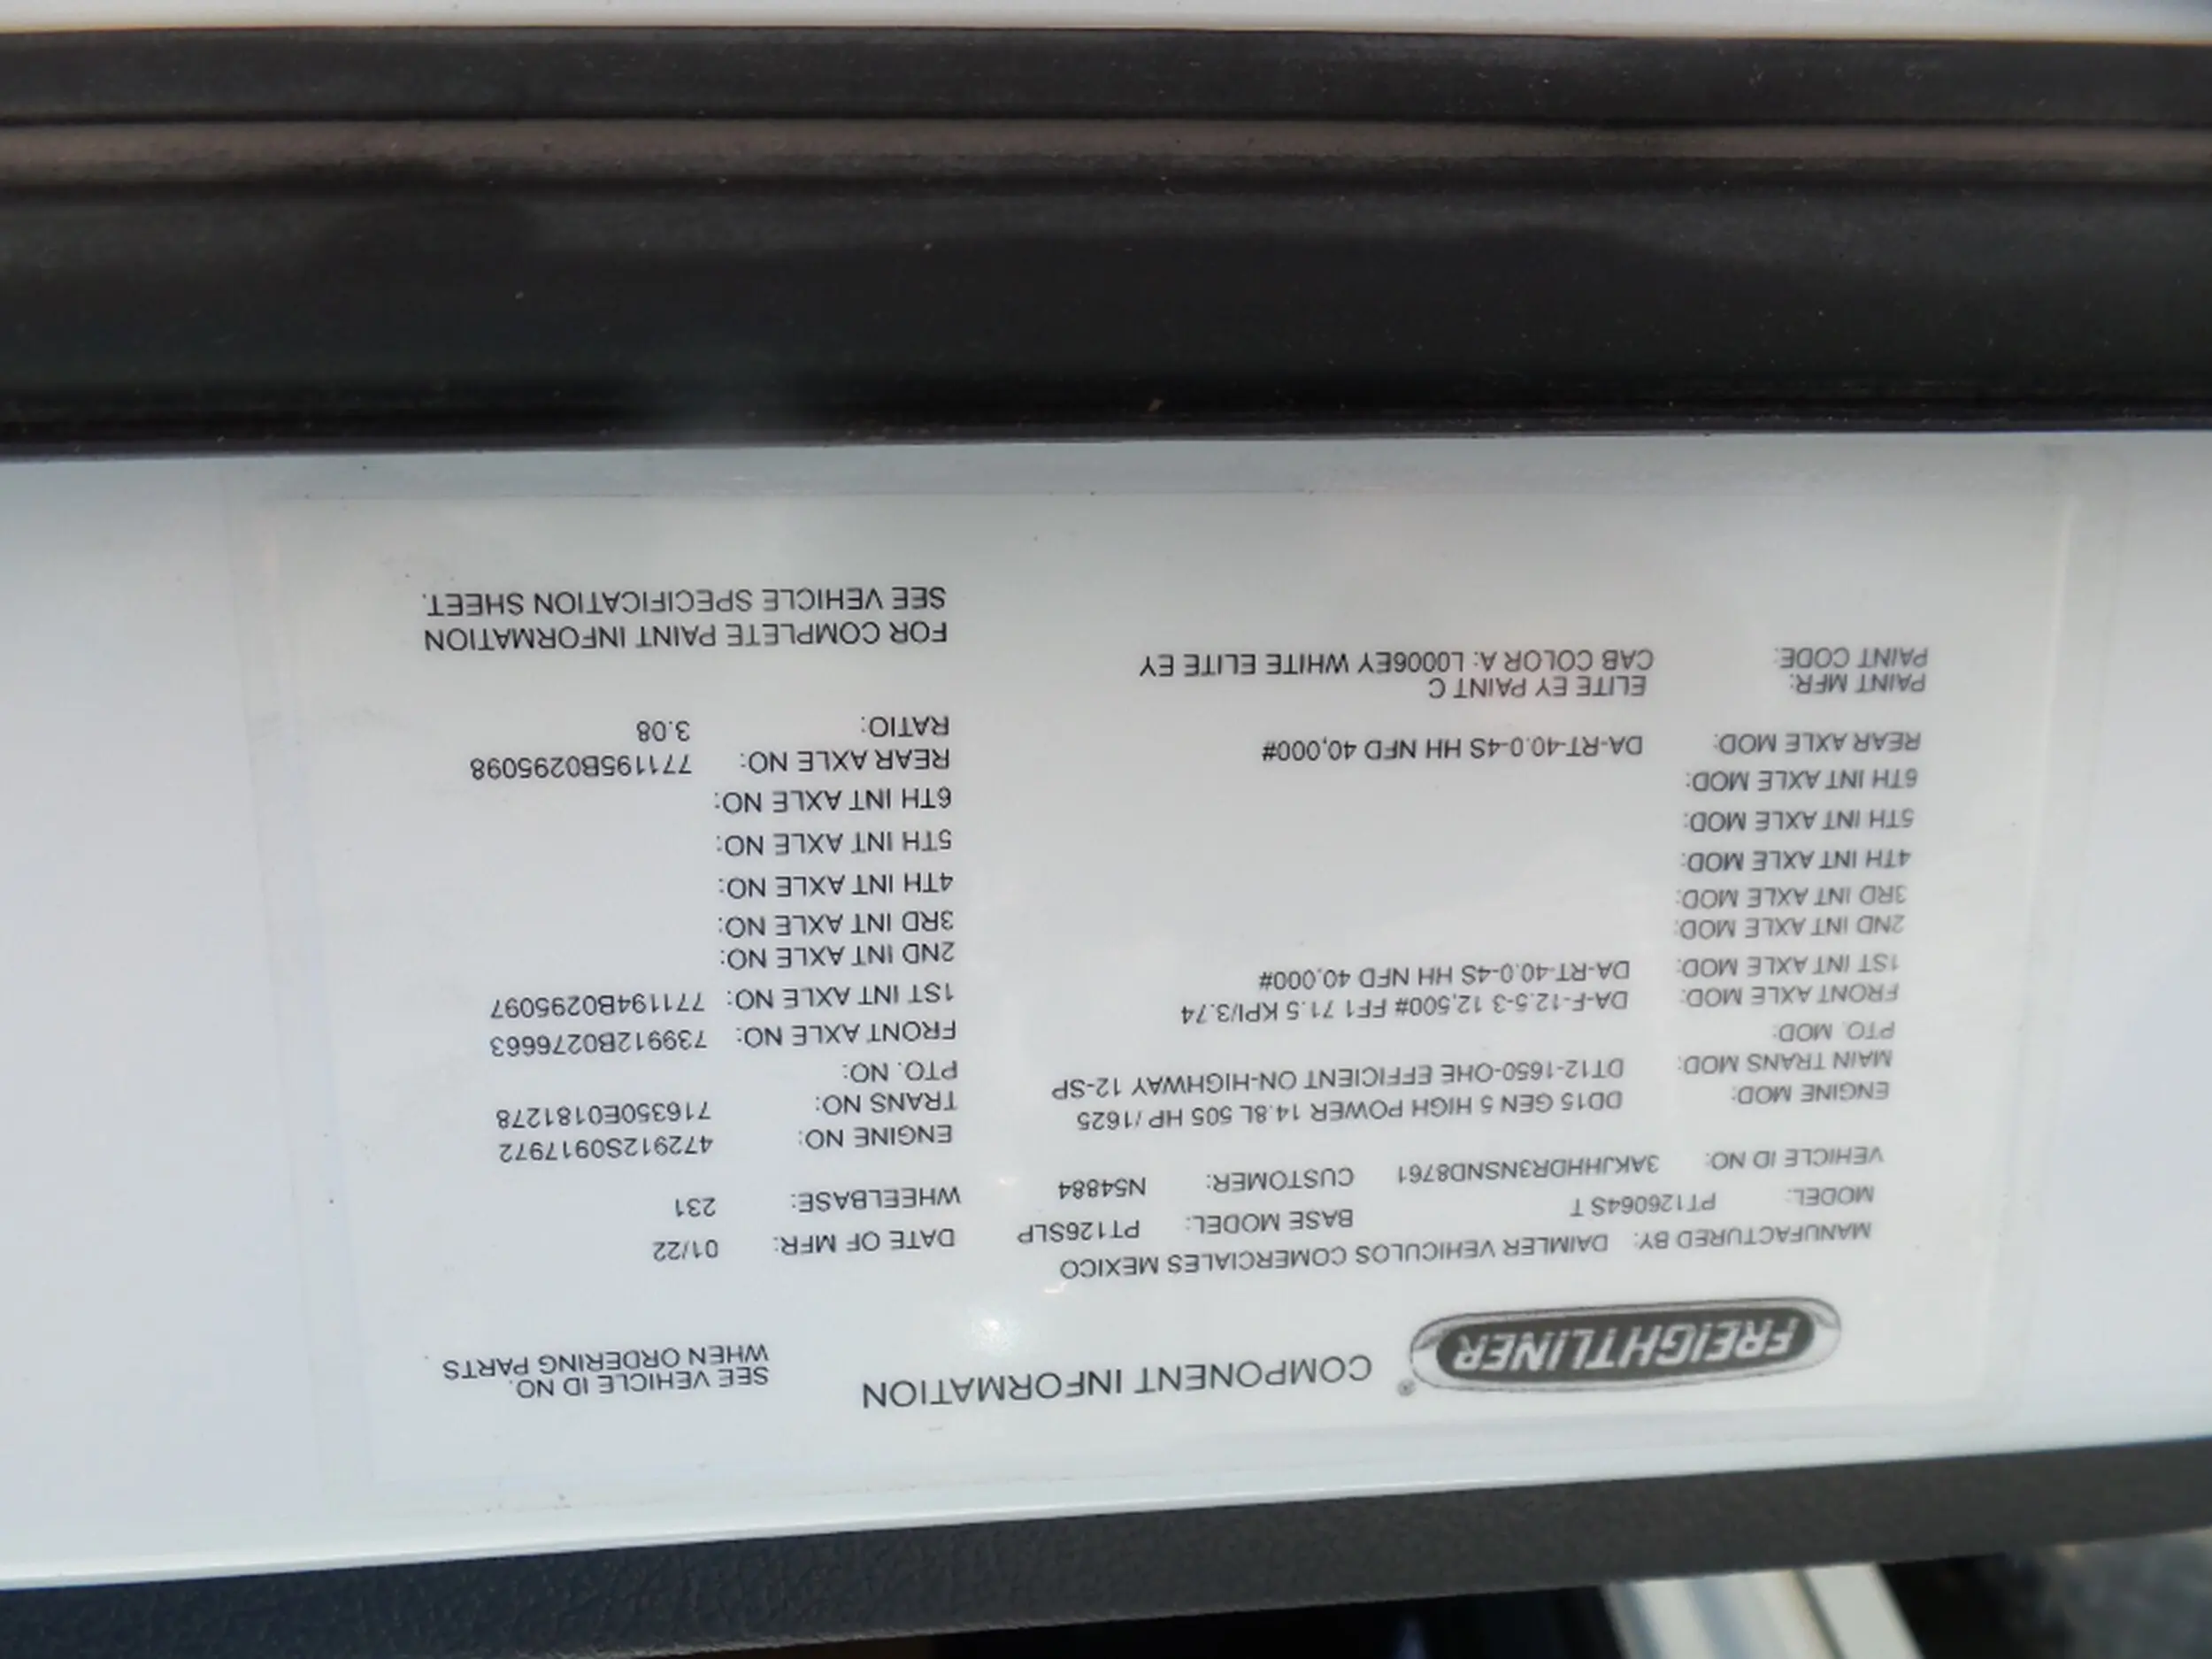 FREIGHTLINER® COMPONENT INFORMATION
SEE VEHICLE ID NO.
WHEN ORDERING PARTS
MANUFACTURED BY: DAIMLER VEHICULOS COMERCIALES MEXICO DATE OF MFR: 01/22
MODEL: PT126064S T BASE MODEL: PT126SLP WHEELBASE: 231
VEHICLE ID NO: 3AKJHHDR3NSND8761 CUSTOMER: N54884
ENGINE MOD: DD15 GEN 5 HIGH POWER 14.8L 505 HP /1625 ENGINE NO: 472912S0917972
MAIN TRANS MOD: DT12-1650-OHE EFFICIENT ON-HIGHWAY 12-SP TRANS NO: 716350E0181278
PTO. MOD: PTO. NO:
FRONT AXLE MOD: DA-F-12.5-3 12,500# FF1 71.5 KPI/3.74 FRONT AXLE NO: 739912B0276663
1ST INT AXLE MOD: DA-RT-40.0-4S HH NFD 40,000# 1ST INT AXLE NO: 771194B0295097
2ND INT AXLE MOD: 2ND INT AXLE NO:
3RD INT AXLE MOD: 3RD INT AXLE NO:
4TH INT AXLE MOD: 4TH INT AXLE NO:
5TH INT AXLE MOD: 5TH INT AXLE NO:
6TH INT AXLE MOD: 6TH INT AXLE NO:
REAR AXLE MOD: DA-RT-40.0-4S HH NFD 40,000# REAR AXLE NO: 771195B0295098
RATIO: 3.08
PAINT MFR: ELITE EY PAINT C
PAINT CODE: CAB COLOR A: L0006EY WHITE ELITE EY
FOR COMPLETE PAINT INFORMATION
SEE VEHICLE SPECIFICATION SHEET.